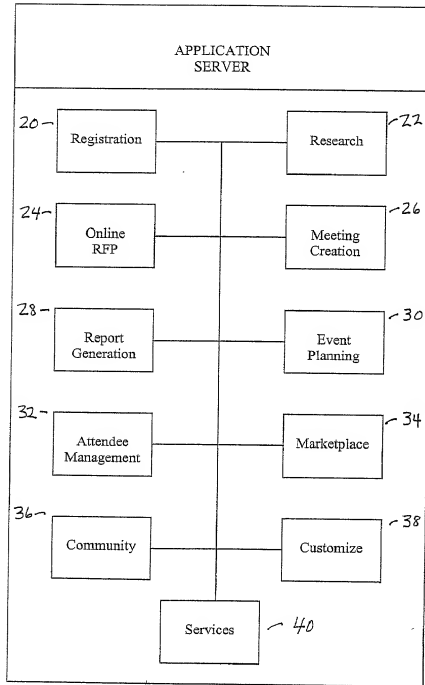 APPLICATION
SERVER
20
Registration
22
Research
24
Online
RFP
26
Meeting
Creation
28
Report
Generation
30
Event
Planning
32
Attendee
Management
34
Marketplace
36
Community
38
Customize
Services
40